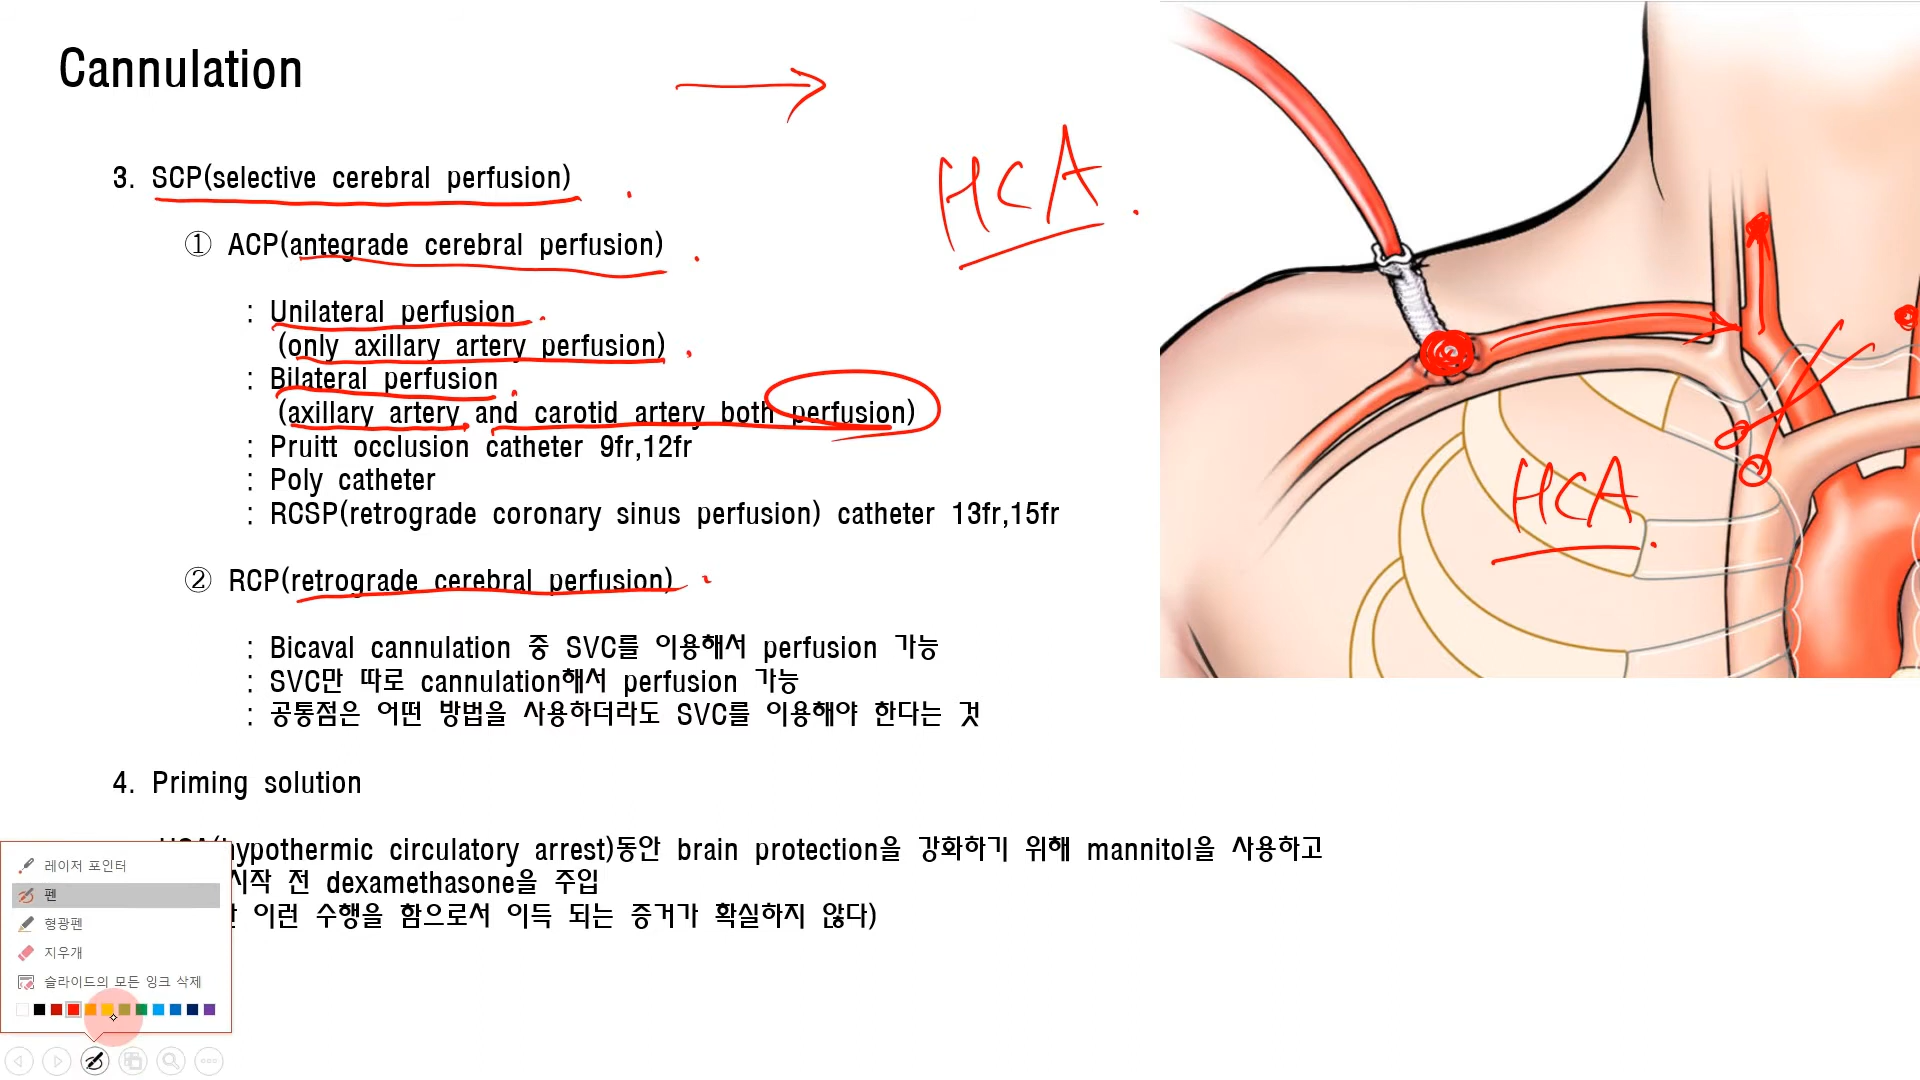 Cannulation
HCA
3. SCP(selective cerebral perfusion)
① ACP(antegrade cerebral perfusion)
: Unilateral perfusion
(only axillary artery perfusion)
: Bilateral perfusion
(axillary artery and carotid artery both perfusion)
: Pruitt occlusion catheter 9fr,12fr
: Poly catheter
: RCSP(retrograde coronary sinus perfusion) catheter 13fr,15fr
HCA
② RCP(retrograde cerebral perfusion)
: Bicaval cannulation 중 SVC를 이용해서 perfusion 가능
: SVC만 따로 cannulation해서 perfusion 가능
: 공통점은 어떤 방법을 사용하더라도 SVC를 이용해야 한다는 것
4. Priming solution
(hypothermic circulatory arrest)동안 brain protection을 강화하기 위해 mannitol을 사용하고
시작 전 dexamethasone을 주입
이런 수행을 함으로서 이득 되는 증거가 확실하지 않다)
레이저 포인터
펜
형광펜
지우개
슬라이드의 모든 잉크 삭제